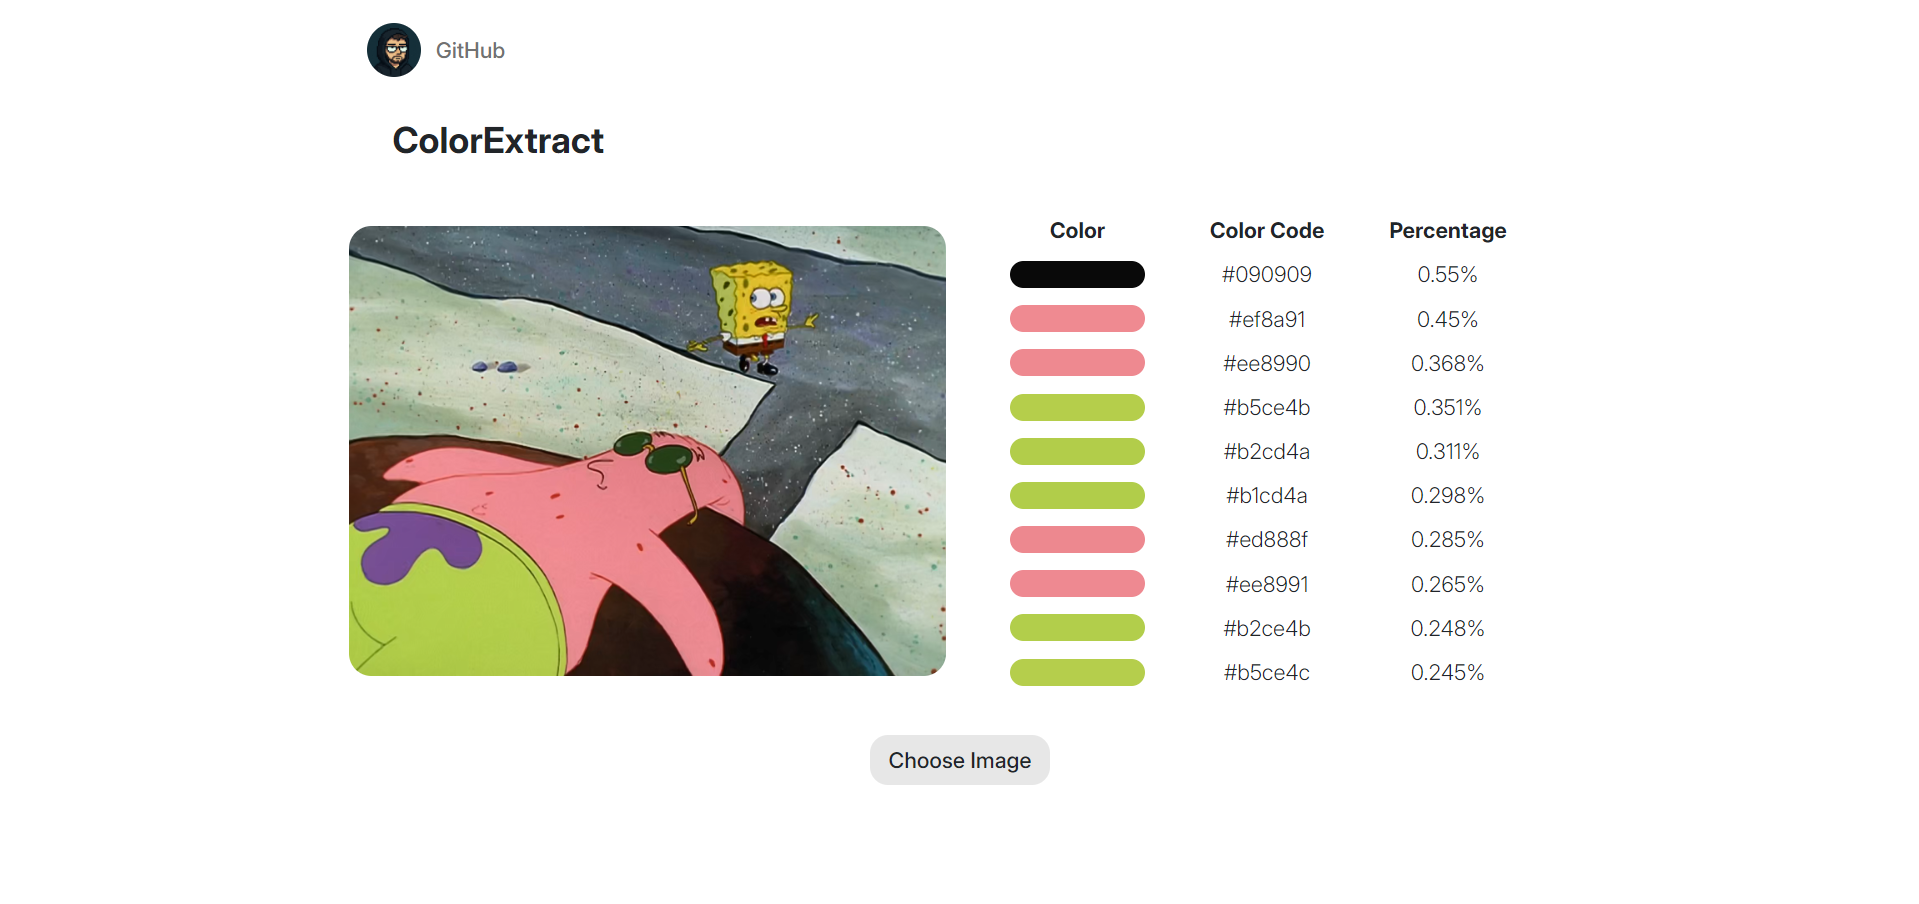 GitHub
ColorExtract
Color Color Code Percentage
#090909 0.55%
#ef8a91 0.45%
#ee8990 0.368%
#b5ce4b 0.351%
#b2cd4a 0.311%
#b1cd4a 0.298%
#ed888f 0.285%
#ee8991 0.265%
#b2ce4b 0.248%
#b5ce4c 0.245%
Choose Image